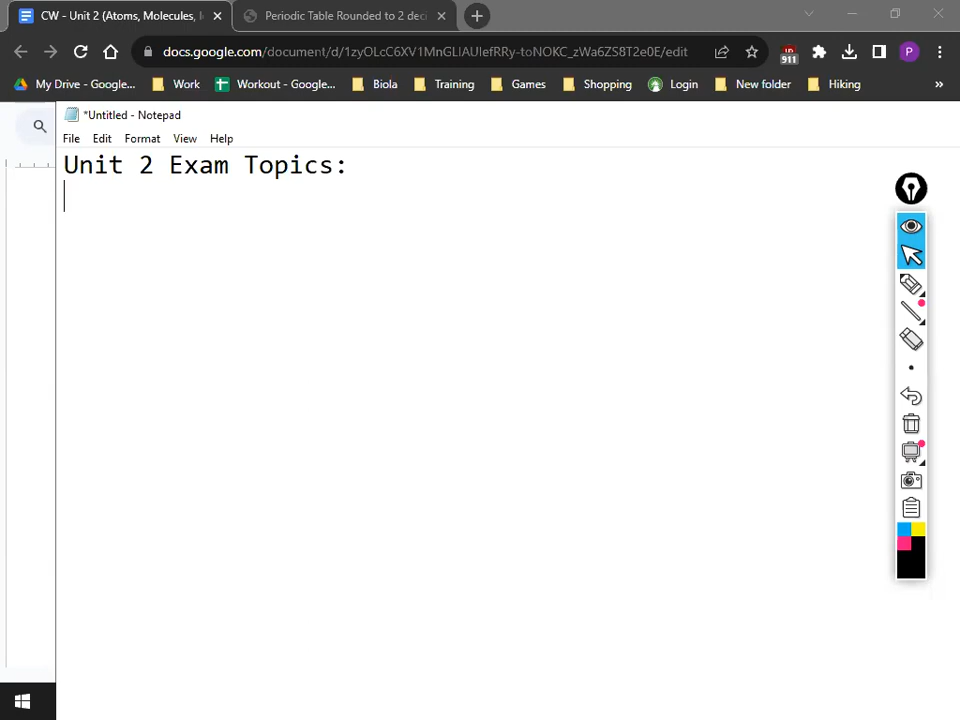 CW - Unit 2 (Atoms, Molecules,
Periodic Table Rounded to 2 deci
docs.google.com/document/d/1zyOLcC6XV1MnGLIAUlefRRy-toNOKC_zWa6ZS8T2e0E/edit
911
P
My Drive - Google...
Work
Workout - Google...
Biola
Training
Games
Shopping
Login
New folder
Hiking
»
*Untitled - Notepad
File Edit Format View Help
Unit 2 Exam Topics: